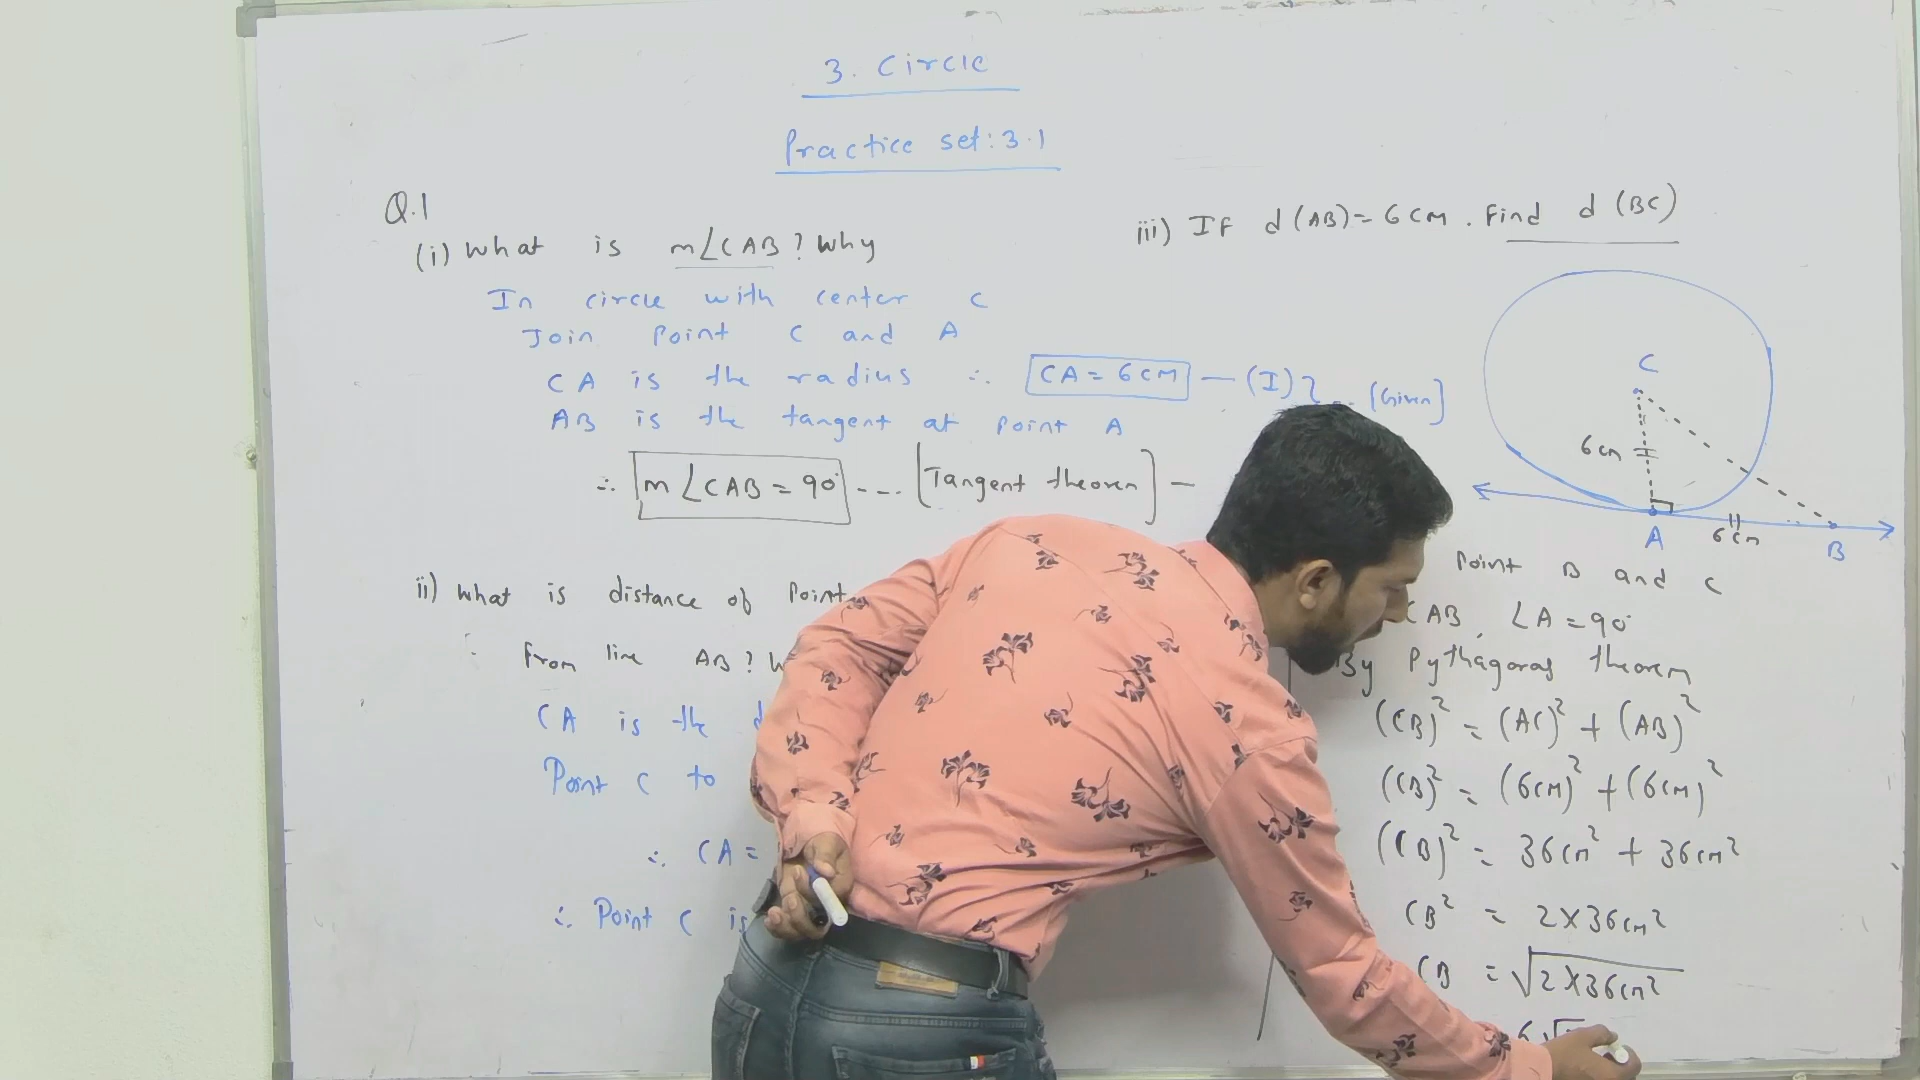 3. Circle
Practice set: 3.1
Q.1
(i) What is m∠CAB? Why
In circle with center C
Join point C and A
CA is the radius ∴ CA = 6cm — (I)
AB is the tangent at point A
... [Given]
∴ m∠CAB = 90° ---- [Tangent theorem] —
ii) What is distance of point
from line AB? W
CA is the d
Point C to
∴ CA =
∴ Point C is
iii) If d(AB) = 6cm. Find d(BC)
C
6cm
A
6cm
B
Point B and C
CAB, ∠A = 90°
By Pythagoras theorem
(CB)² = (AC)² + (AB)²
(CB)² = (6cm)² + (6cm)²
(CB)² = 36cm² + 36cm²
CB² = 2×36cm²
CB = √2×36cm²
6√